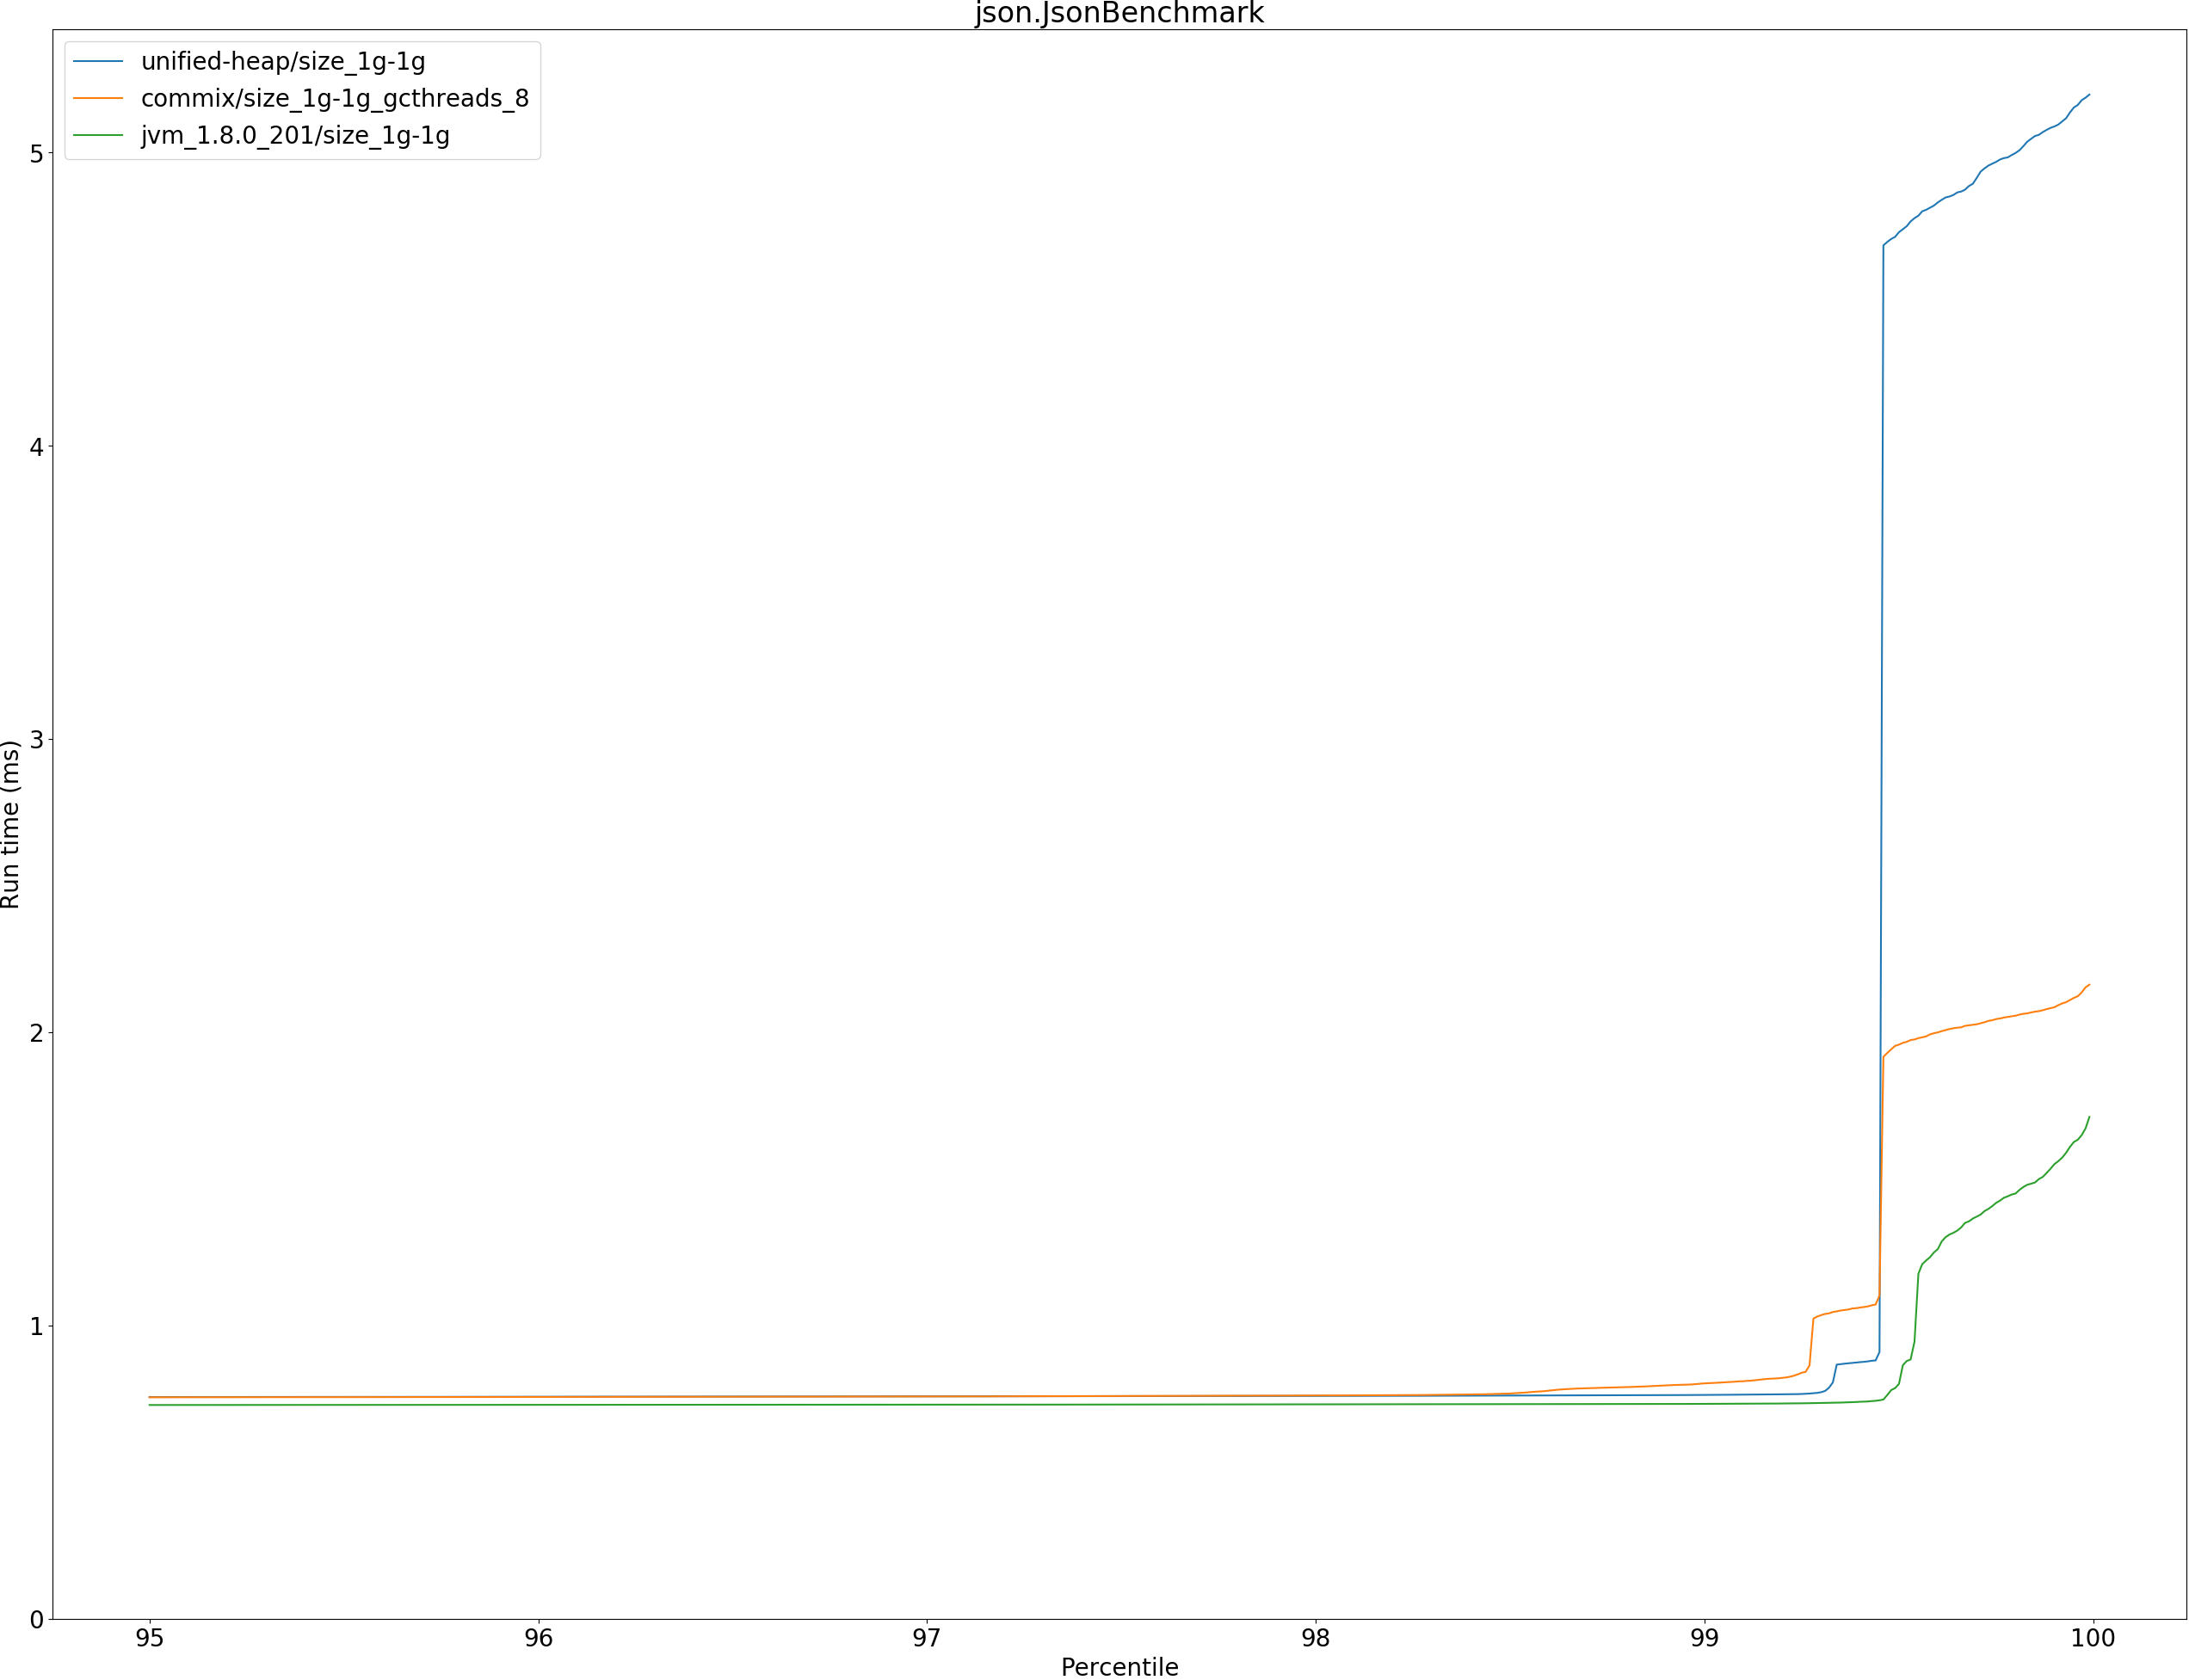 json.JsonBenchmark
unified-heap/size_1g-1g
commix/size_1g-1g_gcthreads_8
jvm_1.8.0_201/size_1g-1g
5
4
3
2
1
0
Run time (ms)
95 96 97 98 99 100
Percentile